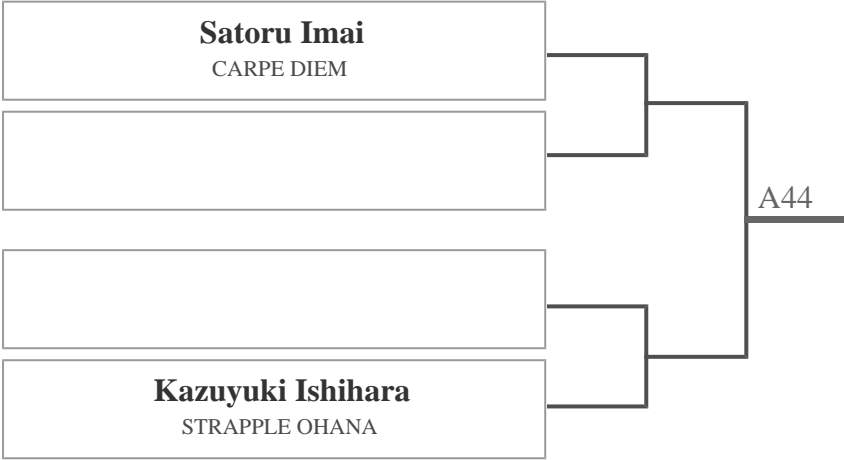 Satoru Imai
CARPE DIEM
A44
Kazuyuki Ishihara
STRAPPLE OHANA